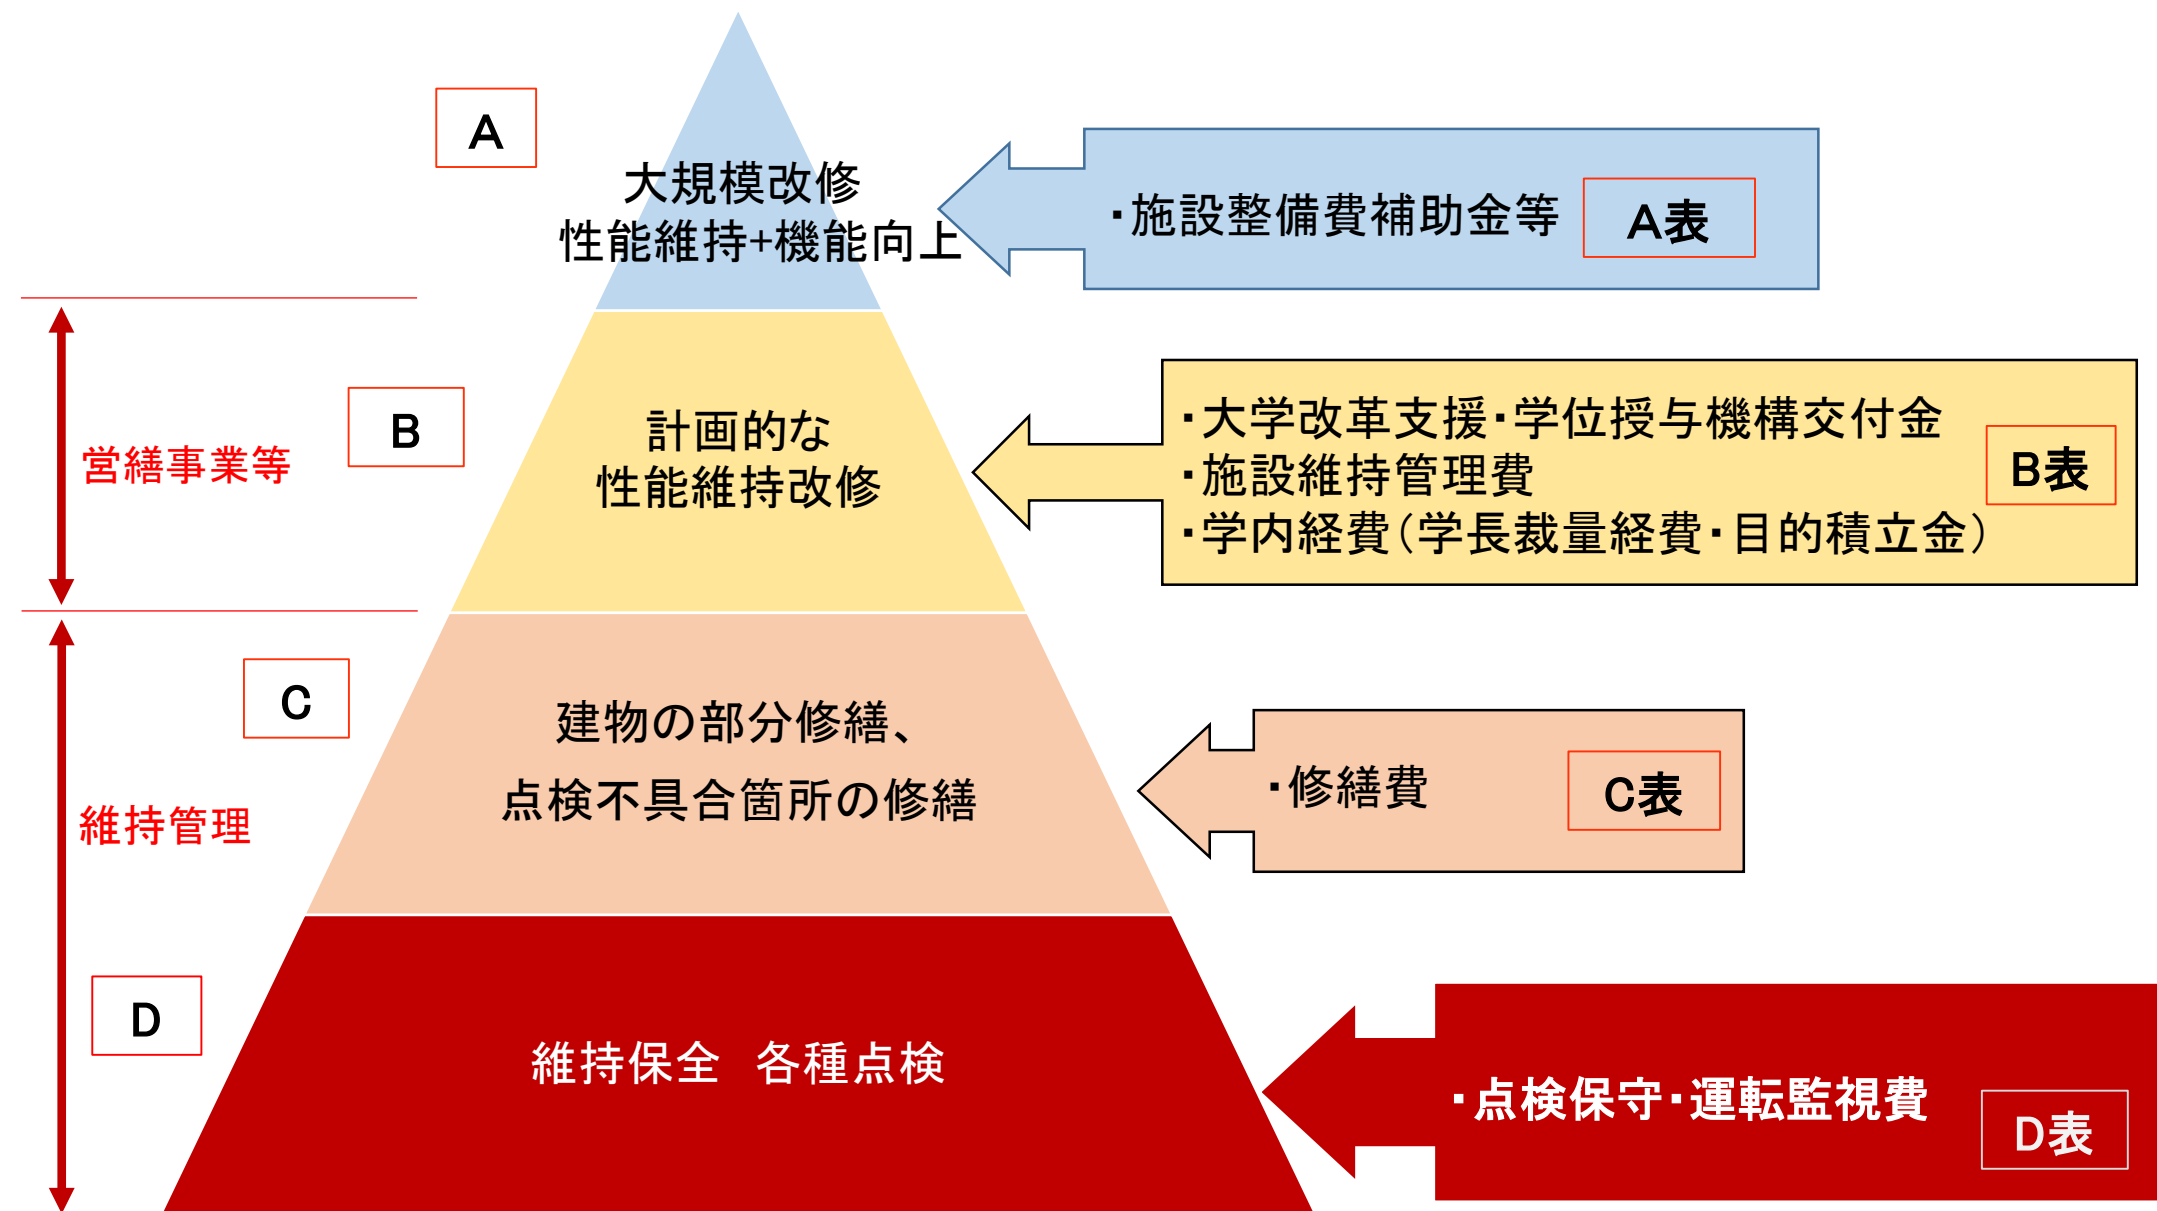 A
大規模改修
性能維持+機能向上
・施設整備費補助金等
A表
営繕事業等
B
計画的な
性能維持改修
・大学改革支援・学位授与機構交付金
・施設維持管理費
・学内経費（学長裁量経費・目的積立金）
B表
維持管理
C
建物の部分修繕、
点検不具合箇所の修繕
・修繕費
C表
D
維持保全　各種点検
・点検保守・運転監視費
D表